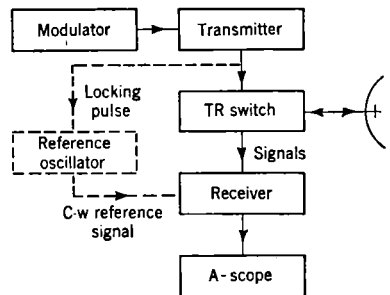 Modulator
Transmitter
Locking
pulse
TR switch
Reference
oscillator
Signals
Receiver
C-w reference
signal
A-scope